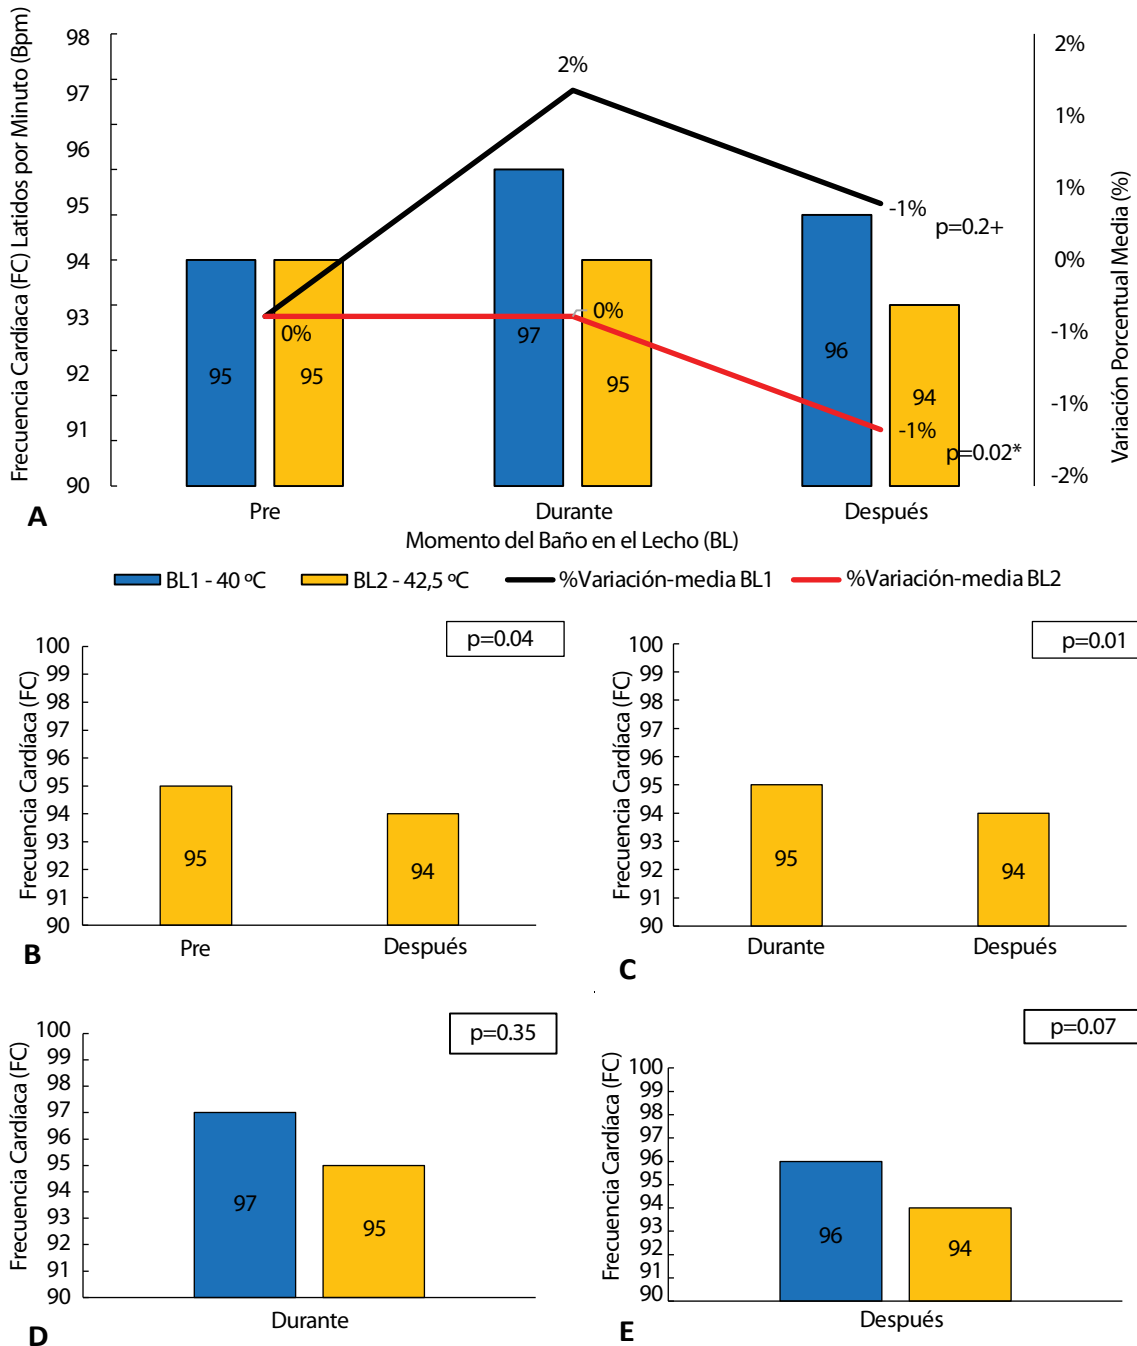 Frecuencia Cardíaca (FC) Latidos por Minuto (Bpm)
98
97
96
95
94
93
92
91
90
2%
-1%
p=0.2+
0%
0%
-1%
p=0.02*
95
95
97
95
96
94
2%
1%
1%
0%
-1%
-1%
-2%
Variación Porcentual Media (%)
A
Pre
Durante
Después
Momento del Baño en el Lecho (BL)
BL1 - 40 ºC
BL2 - 42,5 ºC
%Variación-media BL1
%Variación-media BL2
p=0.04
Frecuencia Cardíaca (FC)
100
99
98
97
96
95
94
93
92
91
90
95
94
Pre
Después
B
p=0.01
Frecuencia Cardíaca (FC)
100
99
98
97
96
95
94
93
92
91
90
95
94
Durante
Después
C
p=0.35
Frecuencia Cardíaca (FC)
100
99
98
97
96
95
94
93
92
91
90
97
95
Durante
D
p=0.07
Frecuencia Cardíaca (FC)
100
99
98
97
96
95
94
93
92
91
90
96
94
Después
E